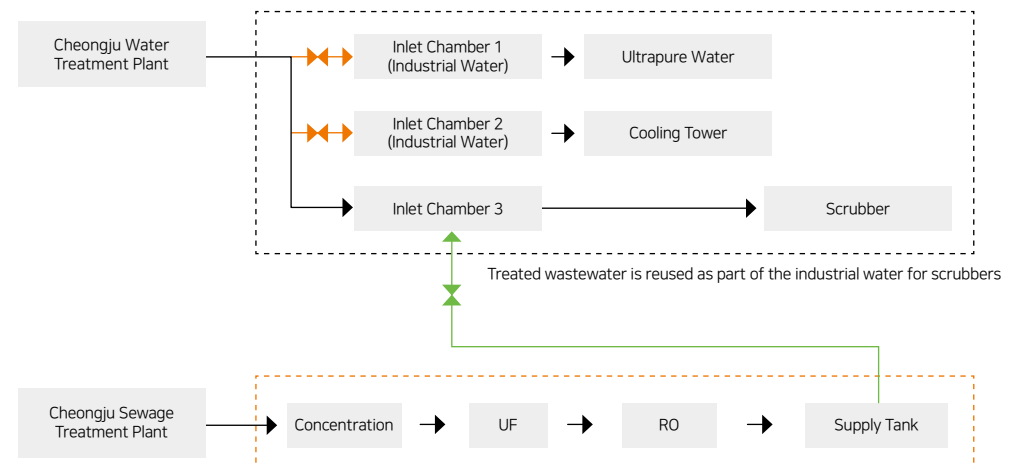 Cheongju Water
Treatment Plant
Inlet Chamber 1
(Industrial Water)
Ultrapure Water
Inlet Chamber 2
(Industrial Water)
Cooling Tower
Inlet Chamber 3
Scrubber
Treated wastewater is reused as part of the industrial water for scrubbers
Cheongju Sewage
Treatment Plant
Concentration
UF
RO
Supply Tank